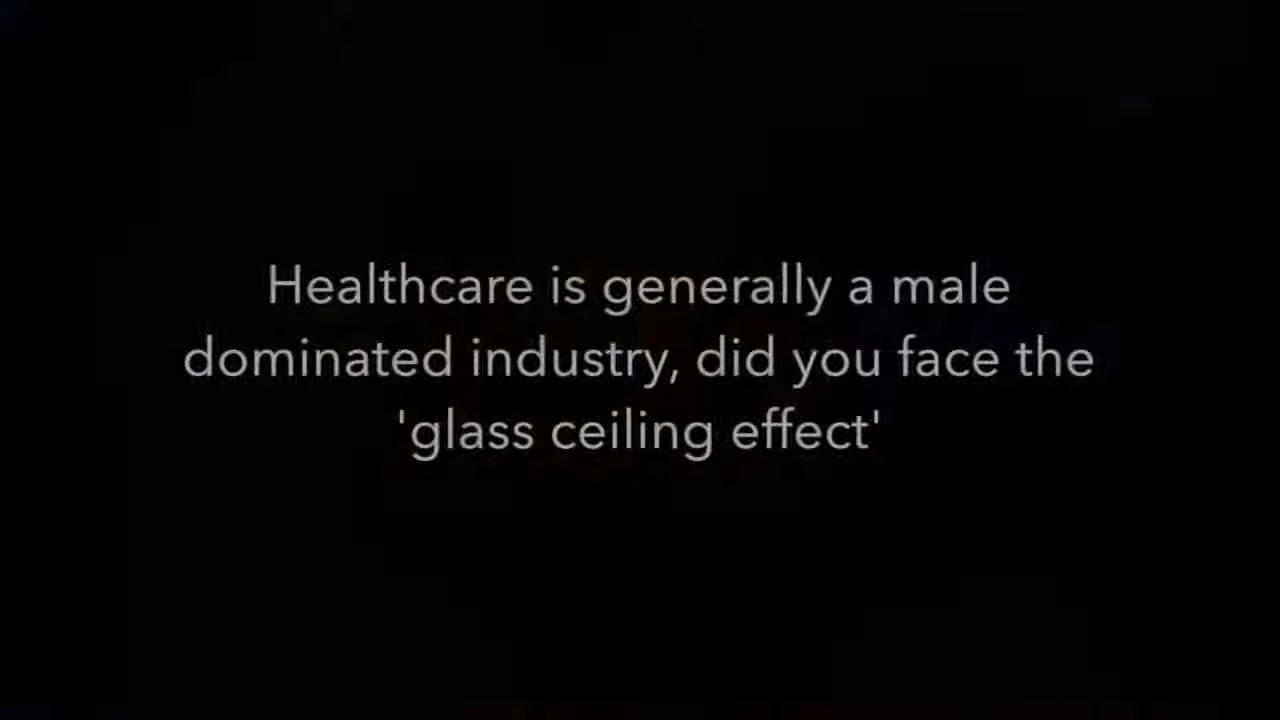 Healthcare is generally a male
dominated industry, did you face the
'glass ceiling effect'